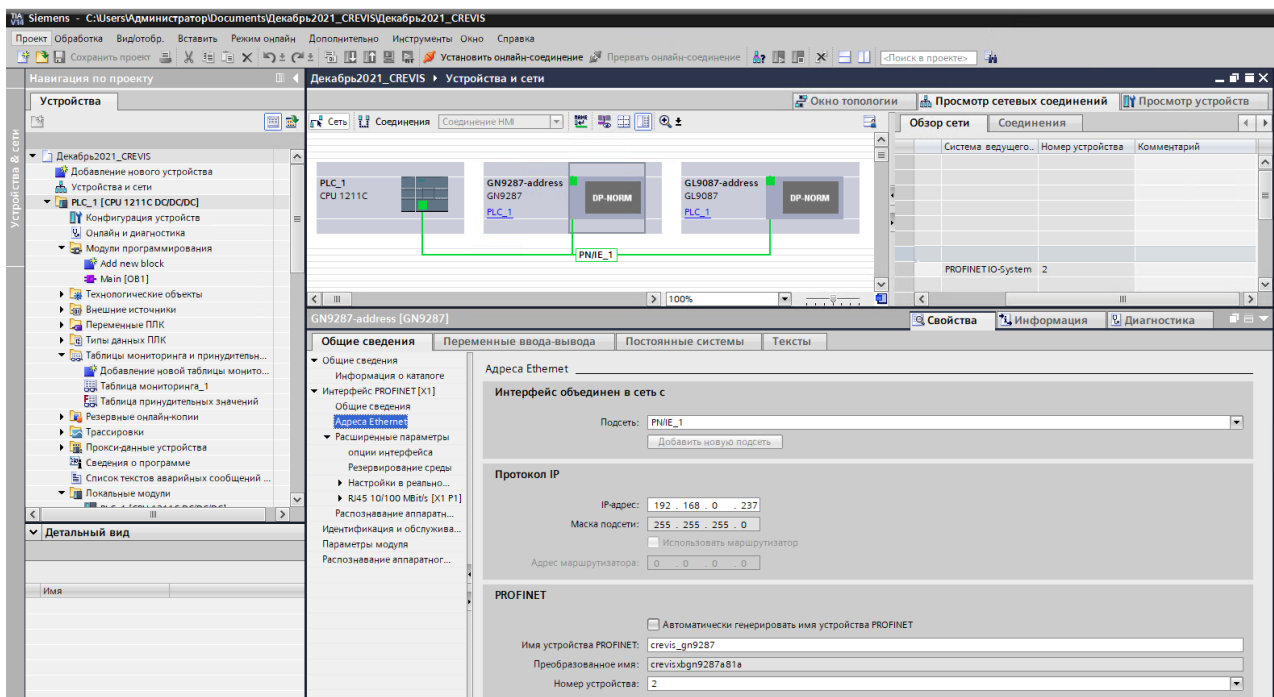 Siemens - C:\Users\Администратор\Documents\Декабрь2021_CREVIS\Декабрь2021_CREVIS
Проект Обработка Вид/отобр. Вставить Режим онлайн Дополнительно Инструменты Окно Справка
Сохранить проект Установить онлайн-соединение Прервать онлайн-соединение <Поиск в проекте>
Навигация по проекту
Устройства
Устройства & сети
Декабрь2021_CREVIS
Добавление нового устройства
Устройства и сети
PLC_1 [CPU 1211C DC/DC/DC]
Конфигурация устройств
Онлайн и диагностика
Модули программирования
Add new block
Main [OB1]
Технологические объекты
Внешние источники
Переменные ПЛК
Типы данных ПЛК
Таблицы мониторинга и принудительн...
Добавление новой таблицы монито...
Таблица мониторинга_1
Таблица принудительных значений
Резервные онлайн-копии
Трассировки
Прокси-данные устройства
Сведения о программе
Список текстов аварийных сообщений ...
Локальные модули
Детальный вид
Имя
Декабрь2021_CREVIS Устройства и сети
Окно топологии Просмотр сетевых соединений Просмотр устройств
Сеть Соединения Соединение HMI
PLC_1
CPU 1211C
GN9287-address
GN9287
PLC_1
DP-NORM
GL9087-address
GL9087
PLC_1
DP-NORM
PN/IE_1
100%
Обзор сети Соединения
Система ведущего.. Номер устройства Комментарий
PROFINET IO-System 2
GN9287-address [GN9287]
Свойства Информация Диагностика
Общие сведения Переменные ввода-вывода Постоянные системы Тексты
Общие сведения
Информация о каталоге
Интерфейс PROFINET [X1]
Общие сведения
Адреса Ethernet
Расширенные параметры
опции интерфейса
Резервирование среды
Настройки в реально...
RJ45 10/100 MBit/s [X1 P1]
Распознавание аппаратн...
Идентификация и обслужива...
Параметры модуля
Распознавание аппаратног...
Адреса Ethernet
Интерфейс объединен в сеть с
Подсеть: PN/IE_1
Добавить новую подсеть
Протокол IP
IP-адрес: 192 . 168 . 0 . 237
Маска подсети: 255 . 255 . 255 . 0
Использовать маршрутизатор
Адрес маршрутизатора: 0 . 0 . 0 . 0
PROFINET
Автоматически генерировать имя устройства PROFINET
Имя устройства PROFINET: crevis_gn9287
Преобразованное имя: crevisxbgn9287a81a
Номер устройства: 2